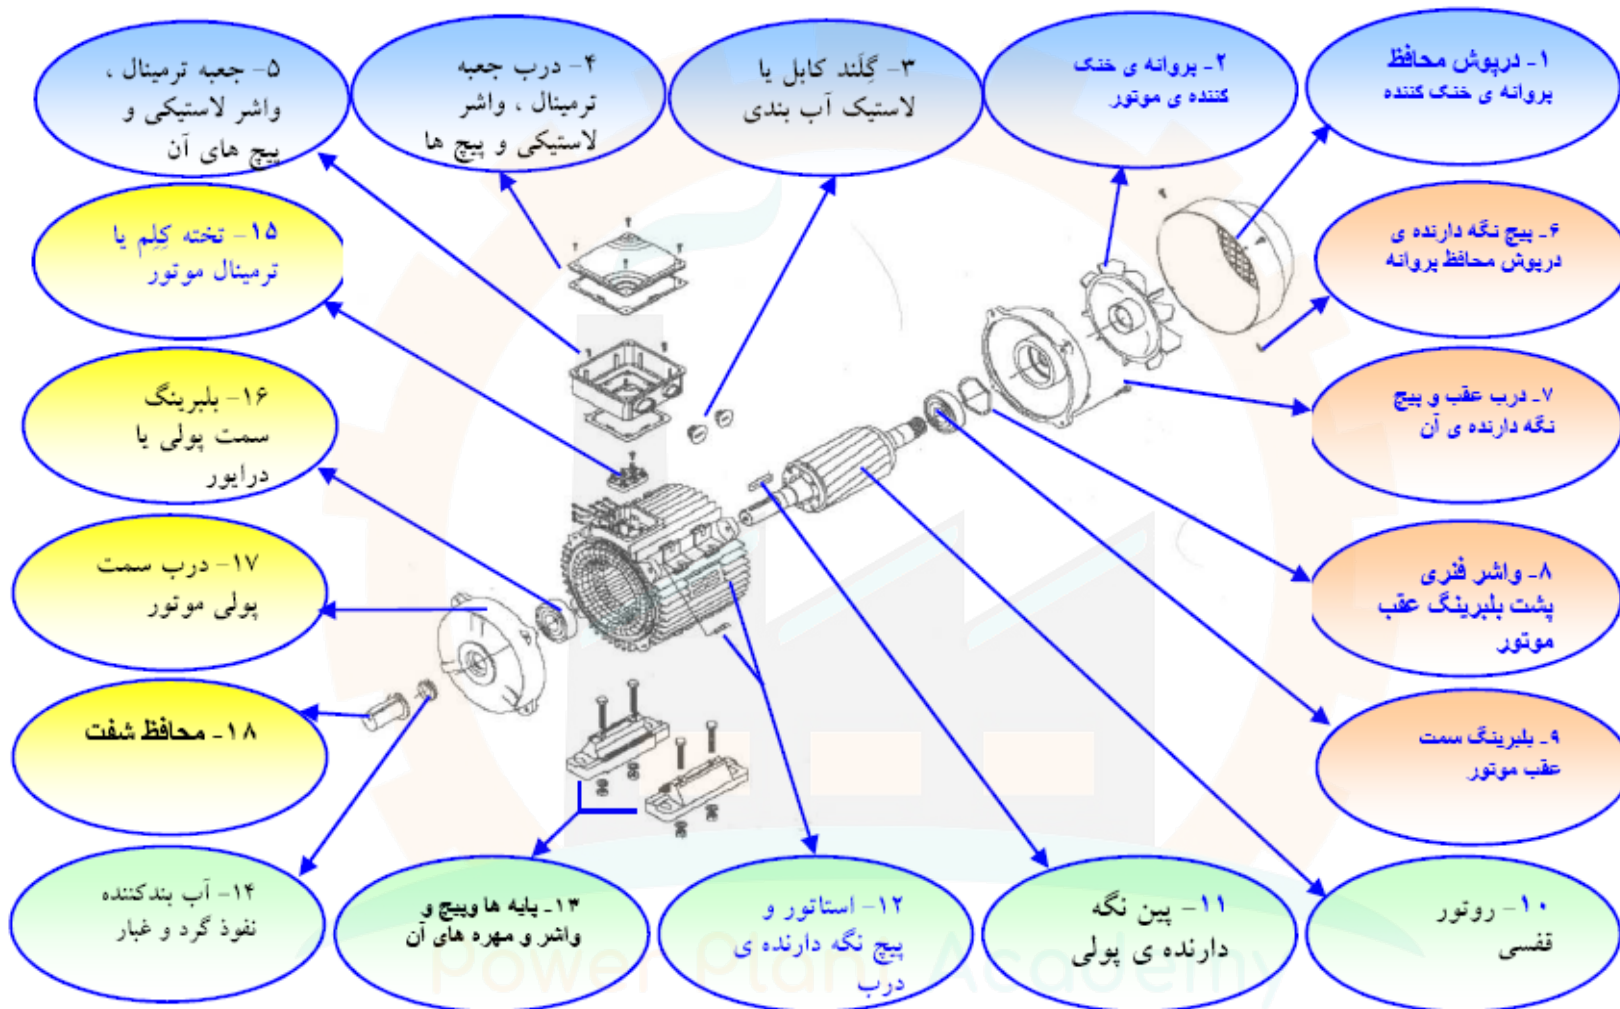 ۱- درپوش محافظ
پروانه ی خنک کننده
۲- پروانه ی خنک
کننده ی موتور
۳- گِلَند کابل یا
لاستیک آب بندی
۴- درب جعبه
ترمینال ، واشر
لاستیکی و پیچ ها
۵- جعبه ترمینال ،
واشر لاستیکی و
پیچ های آن
۶- پیچ نگه دارنده ی
درپوش محافظ پروانه
۷- درب عقب و پیچ
نگه دارنده ی آن
۸- واشر فنری
پشت بلبرینگ عقب
موتور
۹- بلبرینگ سمت
عقب موتور
۱۰- روتور
قفسی
۱۱- پین نگه
دارنده ی پولی
۱۲- استاتور و
پیچ نگه دارنده ی
درب
۱۳- پایه ها وپیچ و
واشر و مهره های آن
۱۴- آب بندکننده
نفوذ گرد و غبار
۱۵- تخته کِلِم یا
ترمینال موتور
۱۶- بلبرینگ
سمت پولی یا
درایور
۱۷- درب سمت
پولی موتور
۱۸- محافظ شفت
Power Plant Academy